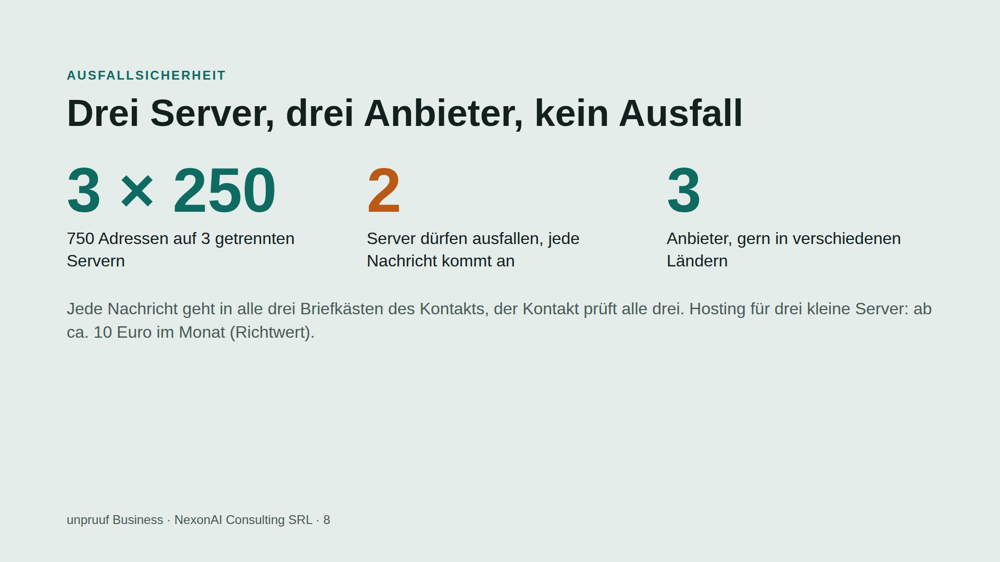 AUSFALLSICHERHEIT
Drei Server, drei Anbieter, kein Ausfall
3 × 250
750 Adressen auf 3 getrennten
Servern
2
Server dürfen ausfallen, jede
Nachricht kommt an
3
Anbieter, gern in verschiedenen
Ländern
Jede Nachricht geht in alle drei Briefkästen des Kontakts, der Kontakt prüft alle drei. Hosting für drei kleine Server: ab
ca. 10 Euro im Monat (Richtwert).
unpruuf Business · NexonAI Consulting SRL · 8